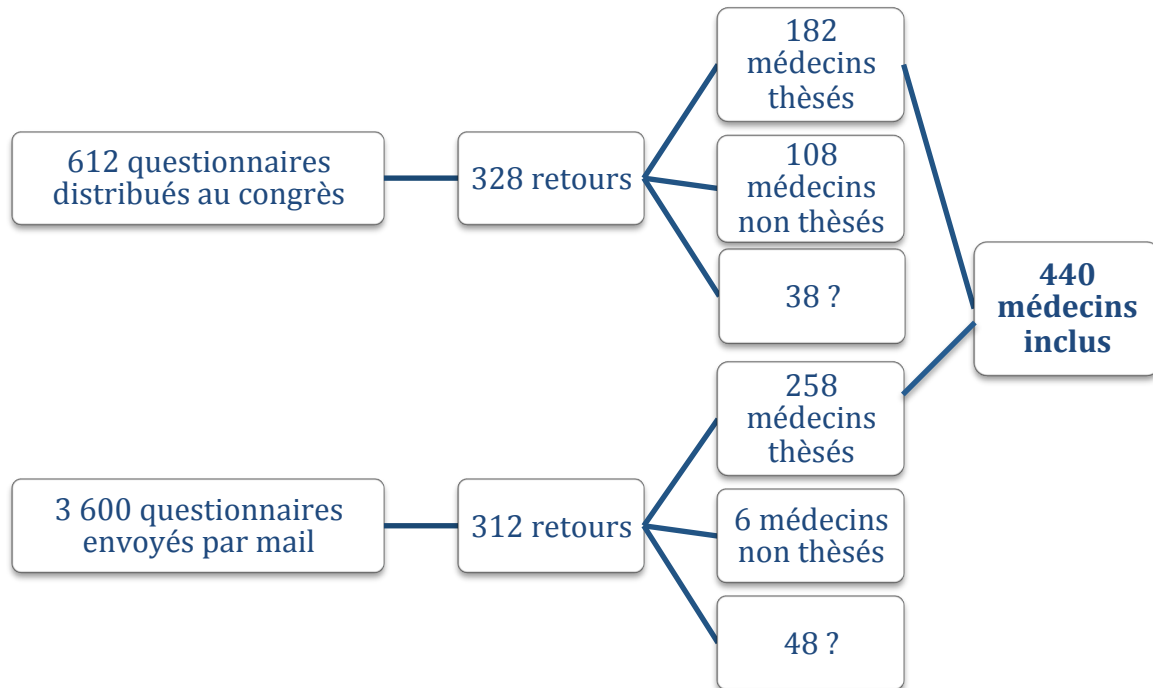 612 questionnaires
distribués au congrès
328 retours
182
médecins
thèsés
108
médecins
non thèsés
38 ?
440
médecins
inclus
3 600 questionnaires
envoyés par mail
312 retours
258
médecins
thèsés
6 médecins
non thèsés
48 ?